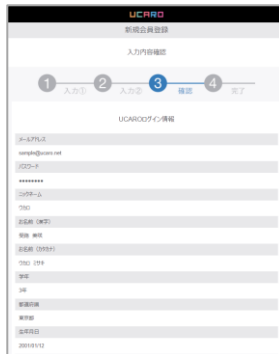 UCARO
新規会員登録
入力内容確認
1 2 3 4
入力① 入力② 確認 完了
UCAROログイン情報
メールアドレス
sample@ucaro.net
パスワード
********
ニックネーム
ウカロ
お名前（漢字）
お名前（カタカナ）
ウカロ ミサキ
学年
3年
都道府県
東京都
生年月日
2001/01/12